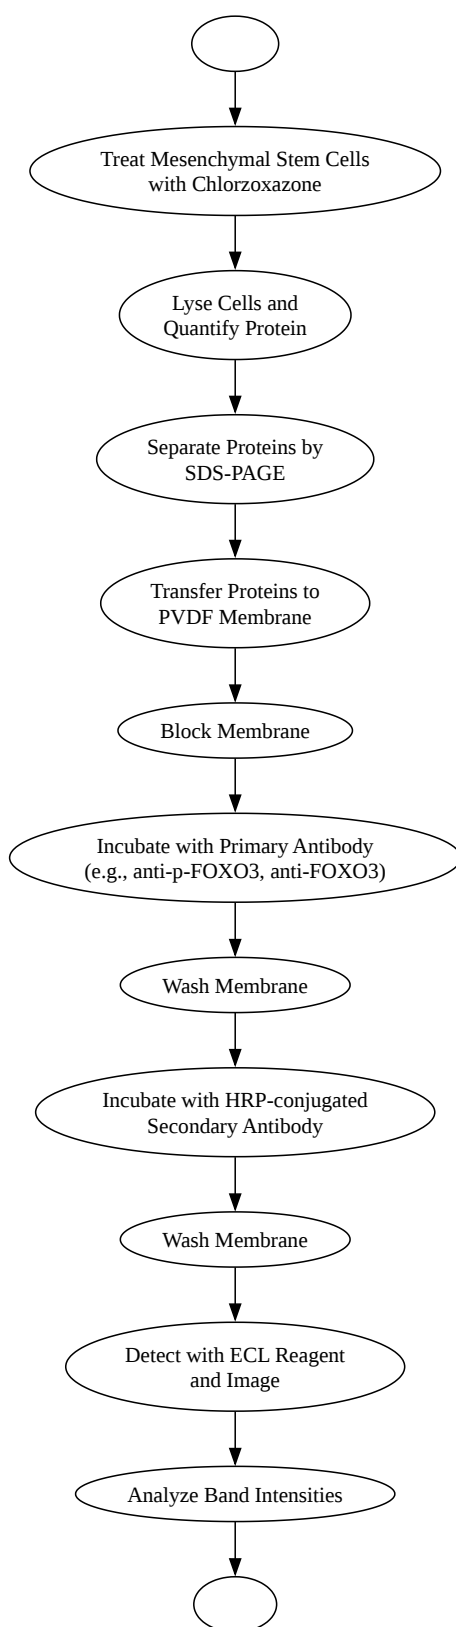 Treat Mesenchymal Stem Cells
with Chlorzoxazone
Lyse Cells and
Quantify Protein
Separate Proteins by
SDS-PAGE
Transfer Proteins to
PVDF Membrane
Block Membrane
Incubate with Primary Antibody
(e.g., anti-p-FOXO3, anti-FOXO3)
Wash Membrane
Incubate with HRP-conjugated
Secondary Antibody
Wash Membrane
Detect with ECL Reagent
and Image
Analyze Band Intensities